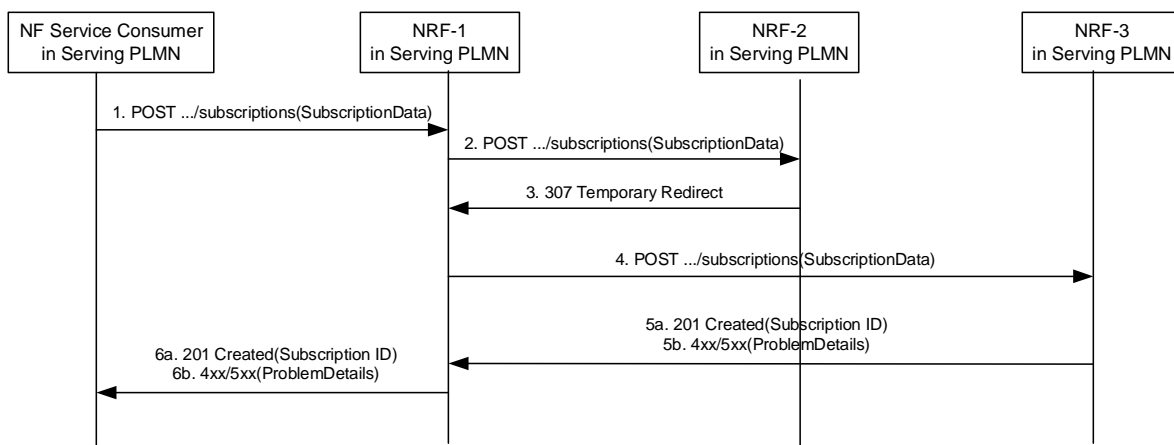 NF Service Consumer
in Serving PLMN
NRF-1
in Serving PLMN
NRF-2
in Serving PLMN
NRF-3
in Serving PLMN
1. POST .../subscriptions(SubscriptionData)
2. POST .../subscriptions(SubscriptionData)
3. 307 Temporary Redirect
4. POST .../subscriptions(SubscriptionData)
5a. 201 Created(Subscription ID)
5b. 4xx/5xx(ProblemDetails)
6a. 201 Created(Subscription ID)
6b. 4xx/5xx(ProblemDetails)